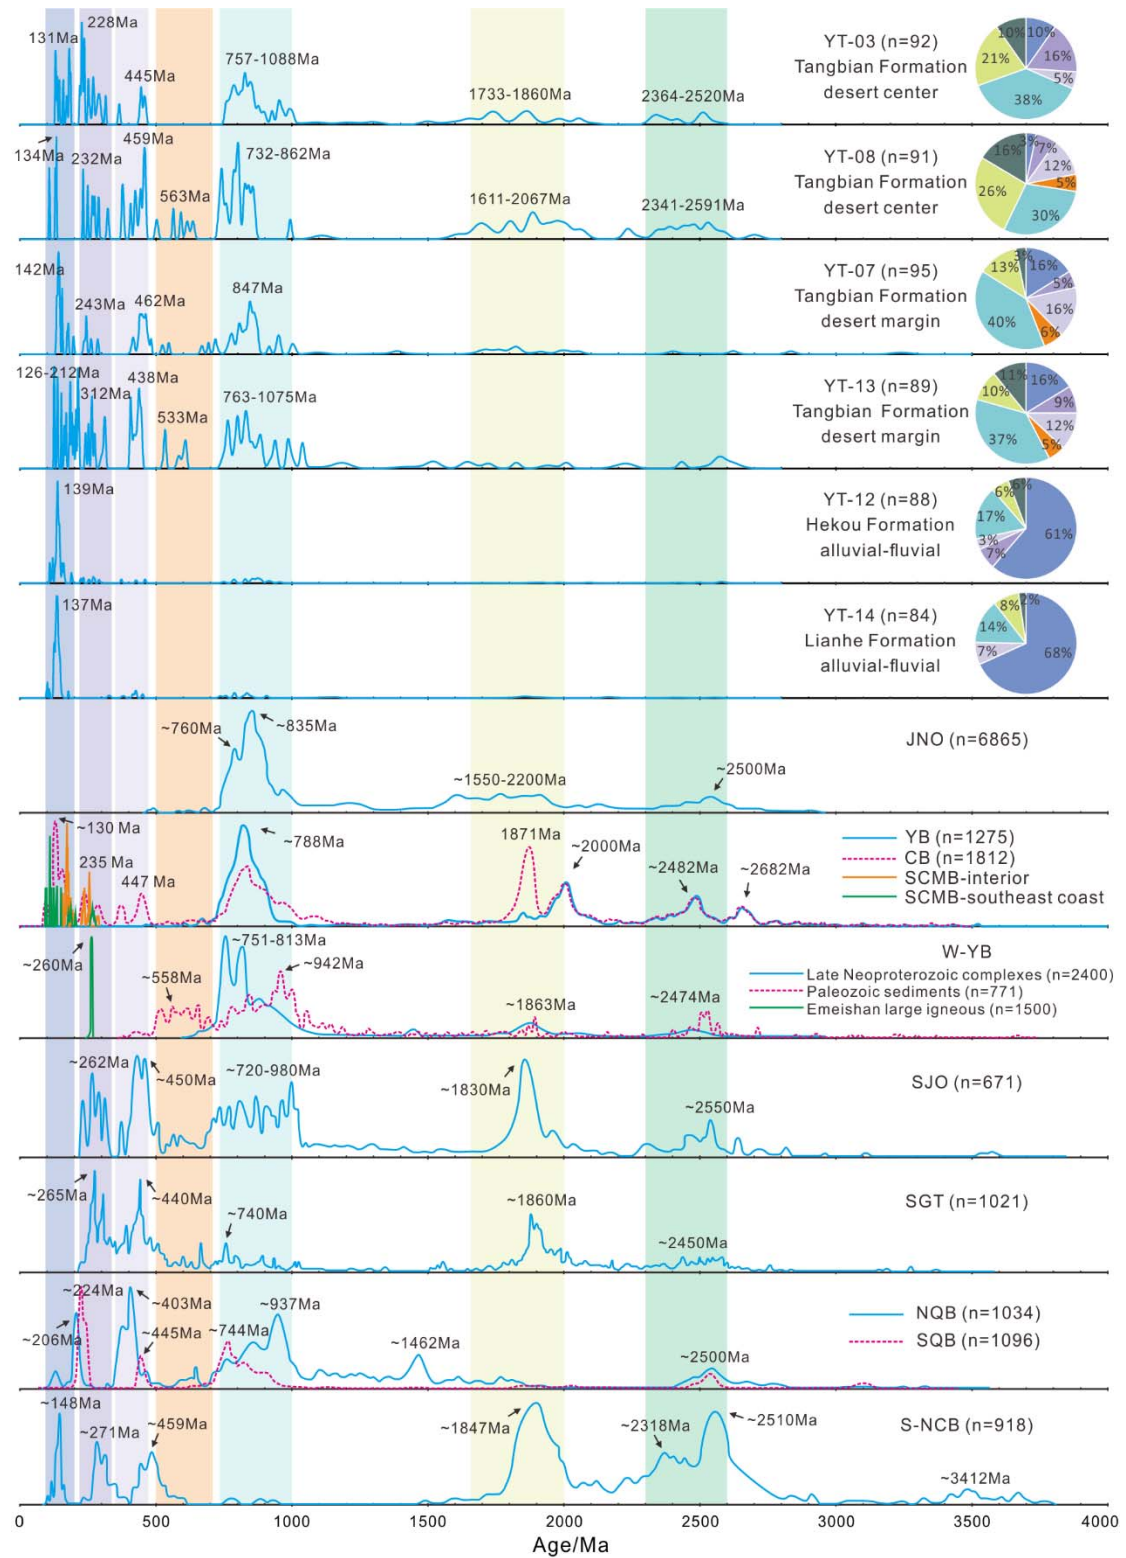 228Ma
131Ma
445Ma
757-1088Ma
1733-1860Ma
2364-2520Ma
YT-03 (n=92)
Tangbian Formation
desert center
10%
10%
16%
5%
38%
21%
134Ma
232Ma
459Ma
563Ma
732-862Ma
1611-2067Ma
2341-2591Ma
YT-08 (n=91)
Tangbian Formation
desert center
3%
7%
12%
5%
30%
26%
16%
142Ma
243Ma
462Ma
847Ma
YT-07 (n=95)
Tangbian Formation
desert margin
3%
16%
5%
16%
6%
40%
13%
126-212Ma
312Ma
438Ma
533Ma
763-1075Ma
YT-13 (n=89)
Tangbian Formation
desert margin
11%
16%
9%
12%
5%
37%
10%
139Ma
YT-12 (n=88)
Hekou Formation
alluvial-fluvial
6%
6%
17%
3%
7%
61%
137Ma
YT-14 (n=84)
Lianhe Formation
alluvial-fluvial
2%
8%
14%
7%
68%
~760Ma
~835Ma
~1550-2200Ma
~2500Ma
JNO (n=6865)
~130 Ma
235 Ma
447 Ma
~788Ma
1871Ma
~2000Ma
~2482Ma
~2682Ma
YB (n=1275)
CB (n=1812)
SCMB-interior
SCMB-southeast coast
~260Ma
~558Ma
~751-813Ma
~942Ma
~1863Ma
~2474Ma
W-YB
Late Neoproterozoic complexes (n=2400)
Paleozoic sediments (n=771)
Emeishan large igneous (n=1500)
~262Ma
~450Ma
~720-980Ma
~1830Ma
~2550Ma
SJO (n=671)
~265Ma
~440Ma
~740Ma
~1860Ma
~2450Ma
SGT (n=1021)
~224Ma
~206Ma
~403Ma
~445Ma
~744Ma
~937Ma
~1462Ma
~2500Ma
NQB (n=1034)
SQB (n=1096)
~148Ma
~271Ma
~459Ma
~1847Ma
~2318Ma
~2510Ma
~3412Ma
S-NCB (n=918)
0 500 1000 1500 2000 2500 3000 3500 4000
Age/Ma